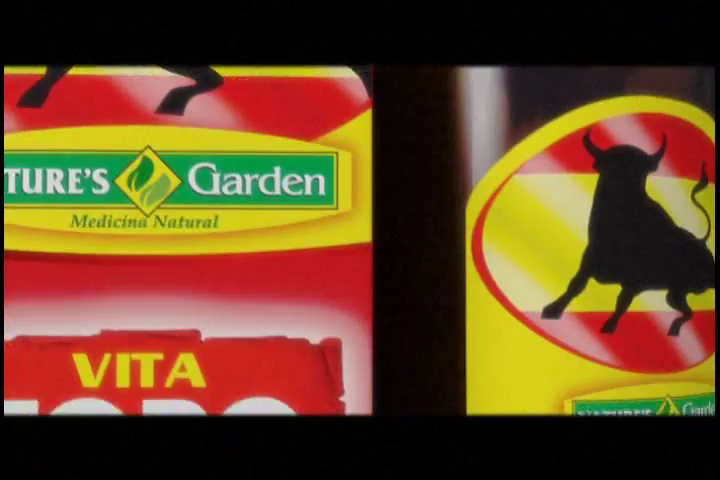 TURE'S Garden
Medicina Natural
VITA
TORO
NATURE'S Garde